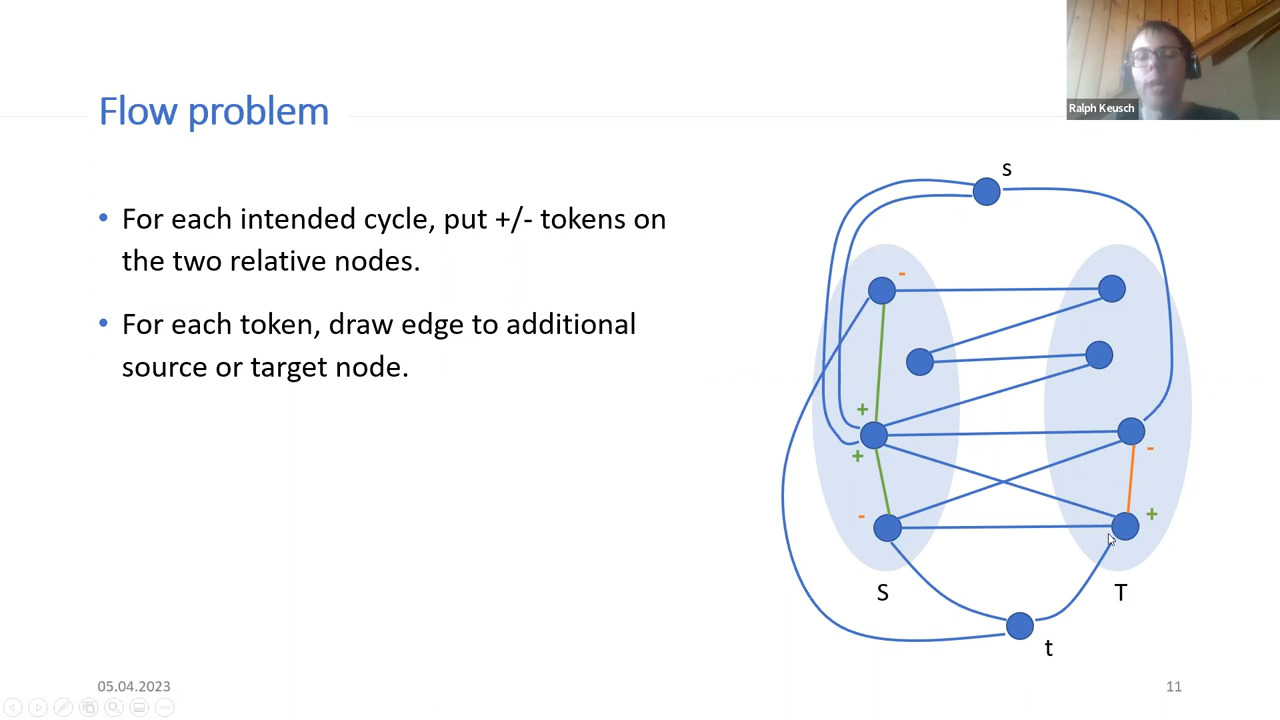 Ralph Keusch
Flow problem
• For each intended cycle, put +/- tokens on
the two relative nodes.
• For each token, draw edge to additional
source or target node.
s
-
+
+
-
-
+
S
T
t
05.04.2023
11